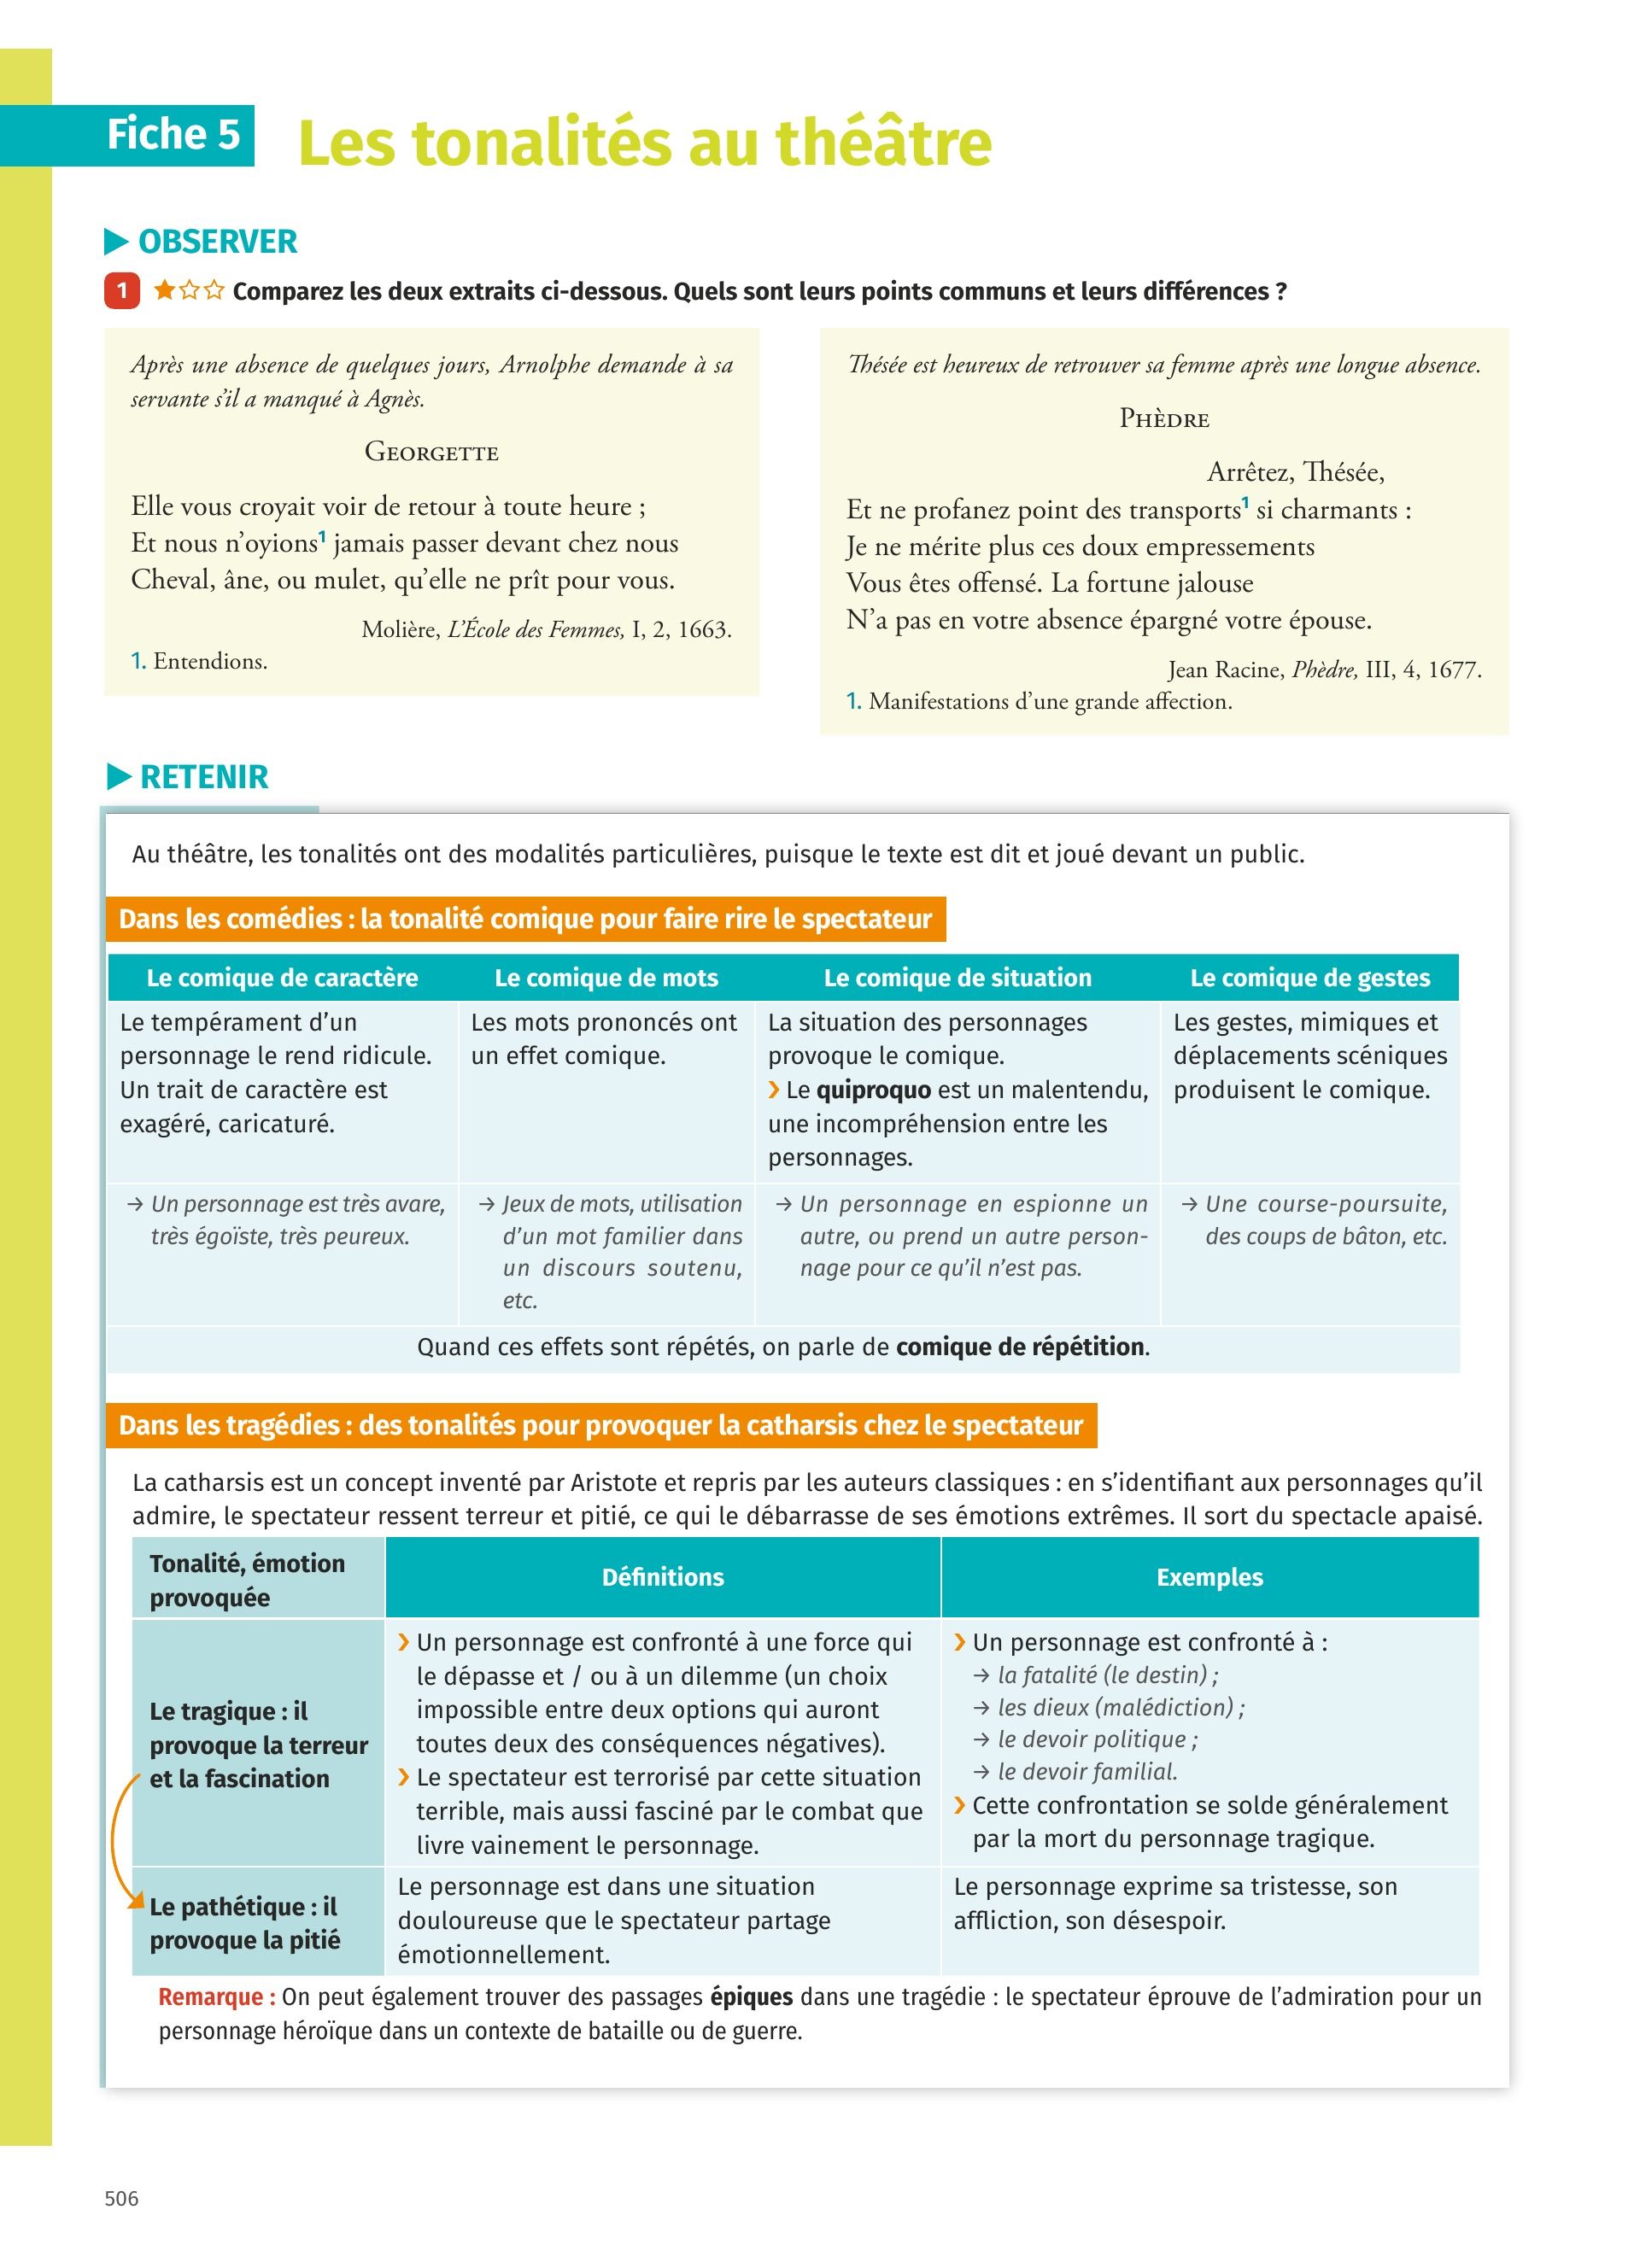 Fiche 5
Les tonalités au théâtre
▶ OBSERVER
1 ★☆☆ Comparez les deux extraits ci-dessous. Quels sont leurs points communs et leurs différences ?
Après une absence de quelques jours, Arnolphe demande à sa
servante s’il a manqué à Agnès.
GEORGETTE
Elle vous croyait voir de retour à toute heure ;
Et nous n’oyions¹ jamais passer devant chez nous
Cheval, âne, ou mulet, qu’elle ne prît pour vous.
Molière, L’École des Femmes, I, 2, 1663.
1. Entendions.
Thésée est heureux de retrouver sa femme après une longue absence.
PHÈDRE
Arrêtez, Thésée,
Et ne profanez point des transports¹ si charmants :
Je ne mérite plus ces doux empressements
Vous êtes offensé. La fortune jalouse
N’a pas en votre absence épargné votre épouse.
Jean Racine, Phèdre, III, 4, 1677.
1. Manifestations d’une grande affection.
▶ RETENIR
Au théâtre, les tonalités ont des modalités particulières, puisque le texte est dit et joué devant un public.
Dans les comédies : la tonalité comique pour faire rire le spectateur
Le comique de caractère
Le comique de mots
Le comique de situation
Le comique de gestes
Le tempérament d’un
personnage le rend ridicule.
Un trait de caractère est
exagéré, caricaturé.
Les mots prononcés ont
un effet comique.
La situation des personnages
provoque le comique.
› Le quiproquo est un malentendu,
une incompréhension entre les
personnages.
Les gestes, mimiques et
déplacements scéniques
produisent le comique.
→ Un personnage est très avare,
très égoïste, très peureux.
→ Jeux de mots, utilisation
d’un mot familier dans
un discours soutenu,
etc.
→ Un personnage en espionne un
autre, ou prend un autre person-
nage pour ce qu’il n’est pas.
→ Une course-poursuite,
des coups de bâton, etc.
Quand ces effets sont répétés, on parle de comique de répétition.
Dans les tragédies : des tonalités pour provoquer la catharsis chez le spectateur
La catharsis est un concept inventé par Aristote et repris par les auteurs classiques : en s’identifiant aux personnages qu’il
admire, le spectateur ressent terreur et pitié, ce qui le débarrasse de ses émotions extrêmes. Il sort du spectacle apaisé.
Tonalité, émotion
provoquée
Définitions
Exemples
Le tragique : il
provoque la terreur
et la fascination
› Un personnage est confronté à une force qui
le dépasse et / ou à un dilemme (un choix
impossible entre deux options qui auront
toutes deux des conséquences négatives).
› Le spectateur est terrorisé par cette situation
terrible, mais aussi fasciné par le combat que
livre vainement le personnage.
› Un personnage est confronté à :
→ la fatalité (le destin) ;
→ les dieux (malédiction) ;
→ le devoir politique ;
→ le devoir familial.
› Cette confrontation se solde généralement
par la mort du personnage tragique.
Le pathétique : il
provoque la pitié
Le personnage est dans une situation
douloureuse que le spectateur partage
émotionnellement.
Le personnage exprime sa tristesse, son
affliction, son désespoir.
Remarque : On peut également trouver des passages épiques dans une tragédie : le spectateur éprouve de l’admiration pour un
personnage héroïque dans un contexte de bataille ou de guerre.
506